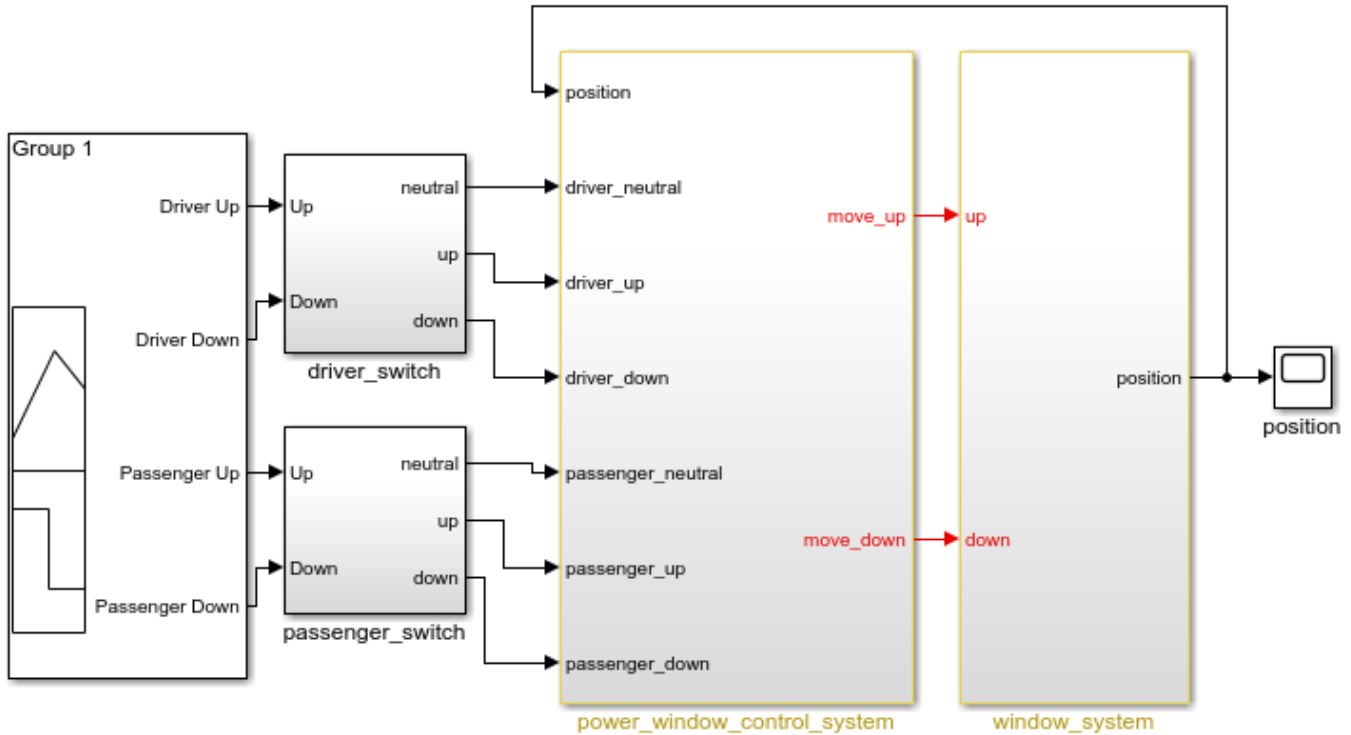 Group 1
Driver Up
Driver Down
Passenger Up
Passenger Down
Up
Down
neutral
up
down
driver_switch
Up
Down
neutral
up
down
passenger_switch
position
driver_neutral
driver_up
driver_down
passenger_neutral
passenger_up
passenger_down
move_up
move_down
power_window_control_system
up
down
position
window_system
position